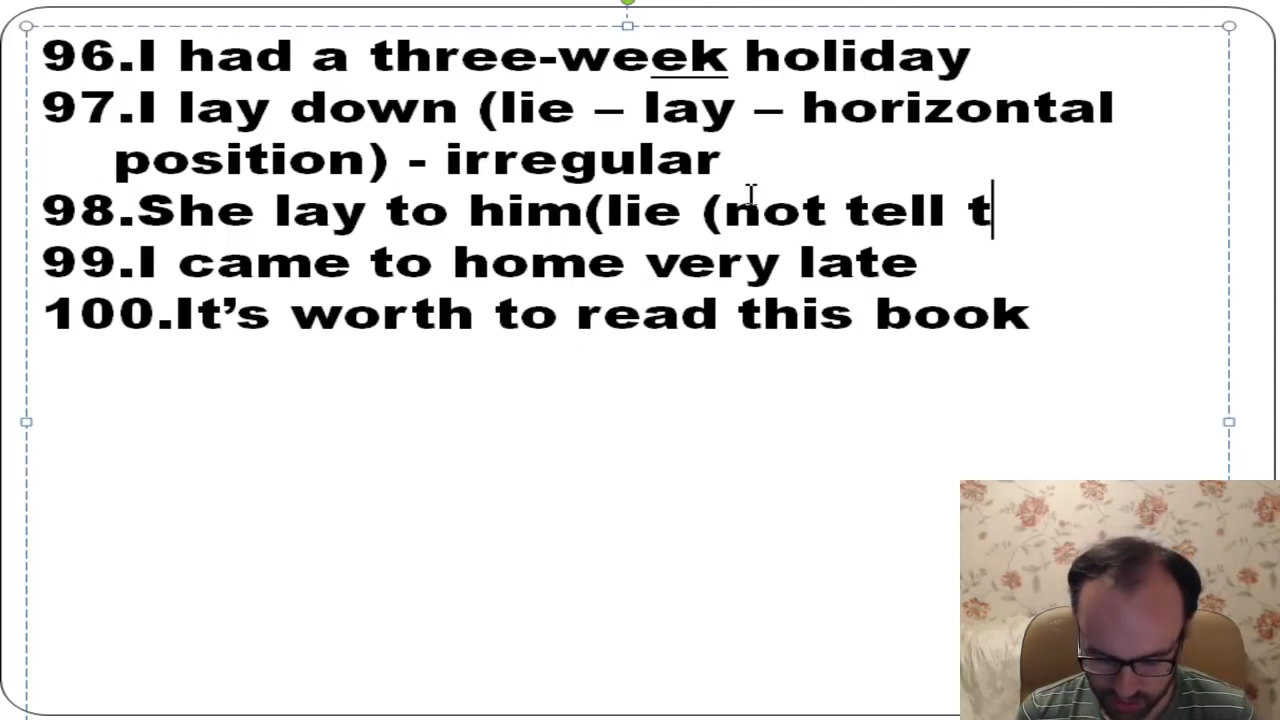 96.I had a three-week holiday
97.I lay down (lie – lay – horizontal
position) - irregular
98.She lay to him(lie (not tell t
99.I came to home very late
100.It’s worth to read this book